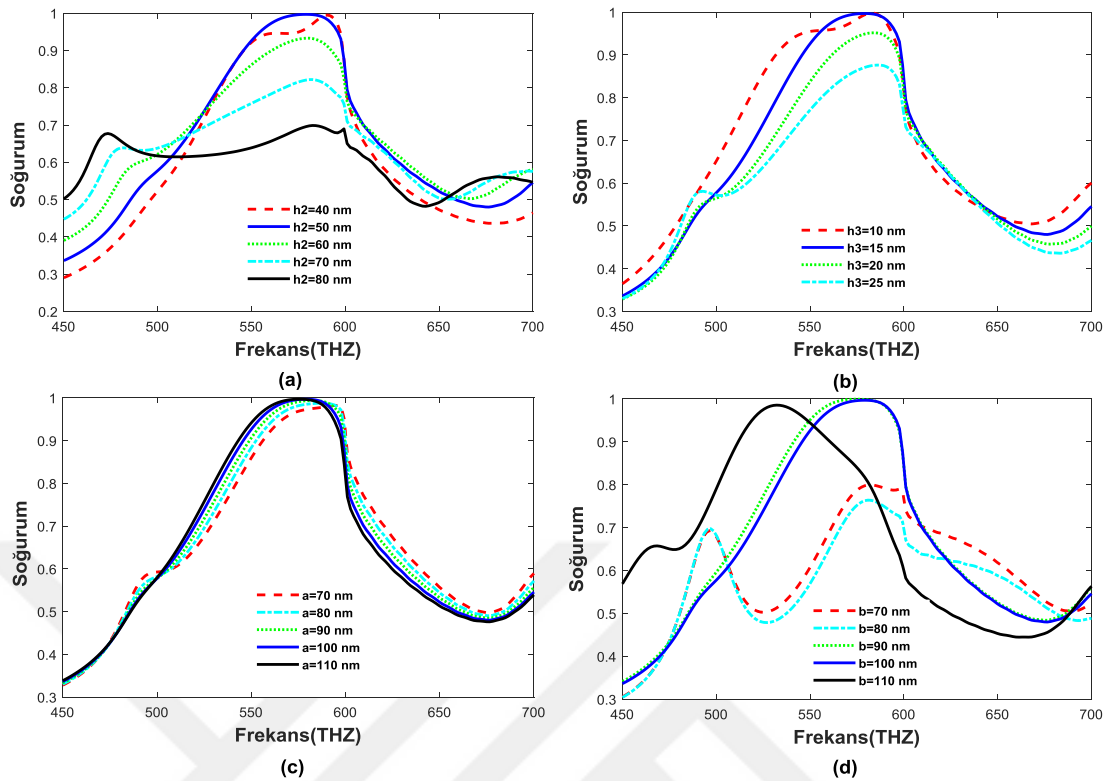 1
0.9
0.8
0.7
0.6
0.5
0.4
0.3
0.2
450
500
550
600
650
700
Soğurum
Frekans(THZ)
h2=40 nm
h2=50 nm
h2=60 nm
h2=70 nm
h2=80 nm
(a)
1
0.9
0.8
0.7
0.6
0.5
0.4
0.3
450
500
550
600
650
700
Soğurum
Frekans(THZ)
h3=10 nm
h3=15 nm
h3=20 nm
h3=25 nm
(b)
1
0.9
0.8
0.7
0.6
0.5
0.4
0.3
450
500
550
600
650
700
Soğurum
Frekans(THZ)
a=70 nm
a=80 nm
a=90 nm
a=100 nm
a=110 nm
(c)
1
0.9
0.8
0.7
0.6
0.5
0.4
0.3
450
500
550
600
650
700
Soğurum
Frekans(THZ)
b=70 nm
b=80 nm
b=90 nm
b=100 nm
b=110 nm
(d)